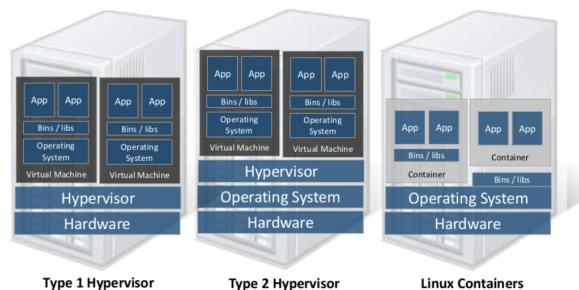 App App
Bins / libs
Operating
System
Virtual Machine
App App
Bins / libs
Operating
System
Virtual Machine
Hypervisor
Hardware
Type 1 Hypervisor
App App
Bins / libs
Operating
System
Virtual Machine
App App
Bins / libs
Operating
System
Virtual Machine
Hypervisor
Operating System
Hardware
Type 2 Hypervisor
App App
Bins / libs
Container
App App
Container
Bins / libs
Operating System
Hardware
Linux Containers